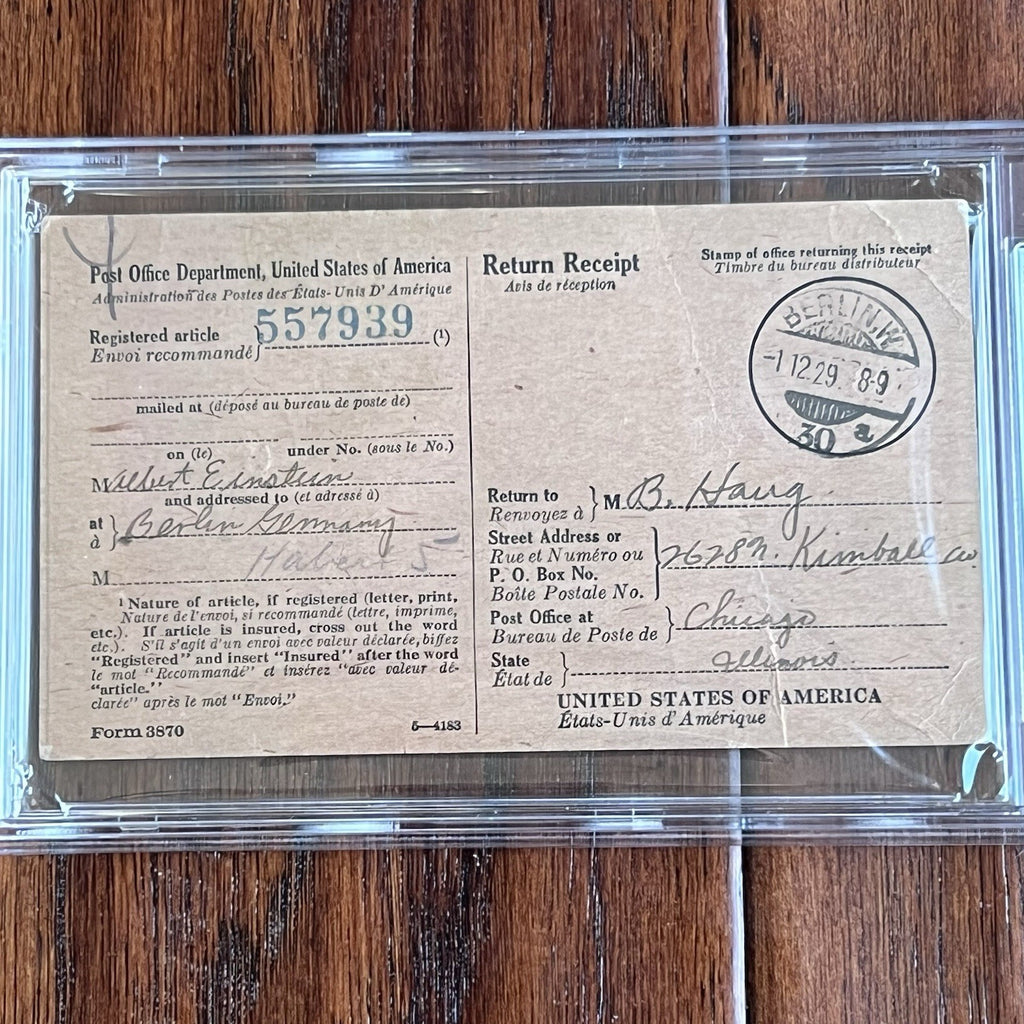 Post Office Department, United States of America
Administration des Postes des États-Unis D'Amérique
Registered article
Envoi recommandé } 557939 (1)
mailed at (déposé au bureau de poste de)
on (le) under No. (sous le No.)
M Albert Einstein
and addressed to (et adressé à)
at
à } Berlin Germany
M
¹ Nature of article, if registered (letter, print,
Nature de l'envoi, si recommandé (lettre, imprime,
etc.). If article is insured, cross out the word
etc.). S'il s'agit d'un envoi avec valeur déclarée, biffez
"Registered" and insert "Insured" after the word
le mot "Recommandé" et insérez "avec valeur dé-
"article."
clarée" après le mot "Envoi."
Form 3870 5—4183
Return Receipt
Avis de réception
Stamp of office returning this receipt
Timbre du bureau distributeur
BERLIN.W.
-1.12.29. 8-9
30 a
Return to
Renvoyez à } M B. Haug
Street Address or
Rue et Numéro ou
P. O. Box No.
Boîte Postale No. } 2628 N. Kimball
Post Office at
Bureau de Poste de } Chicago
State
État de } Illinois
UNITED STATES OF AMERICA
États-Unis d'Amérique